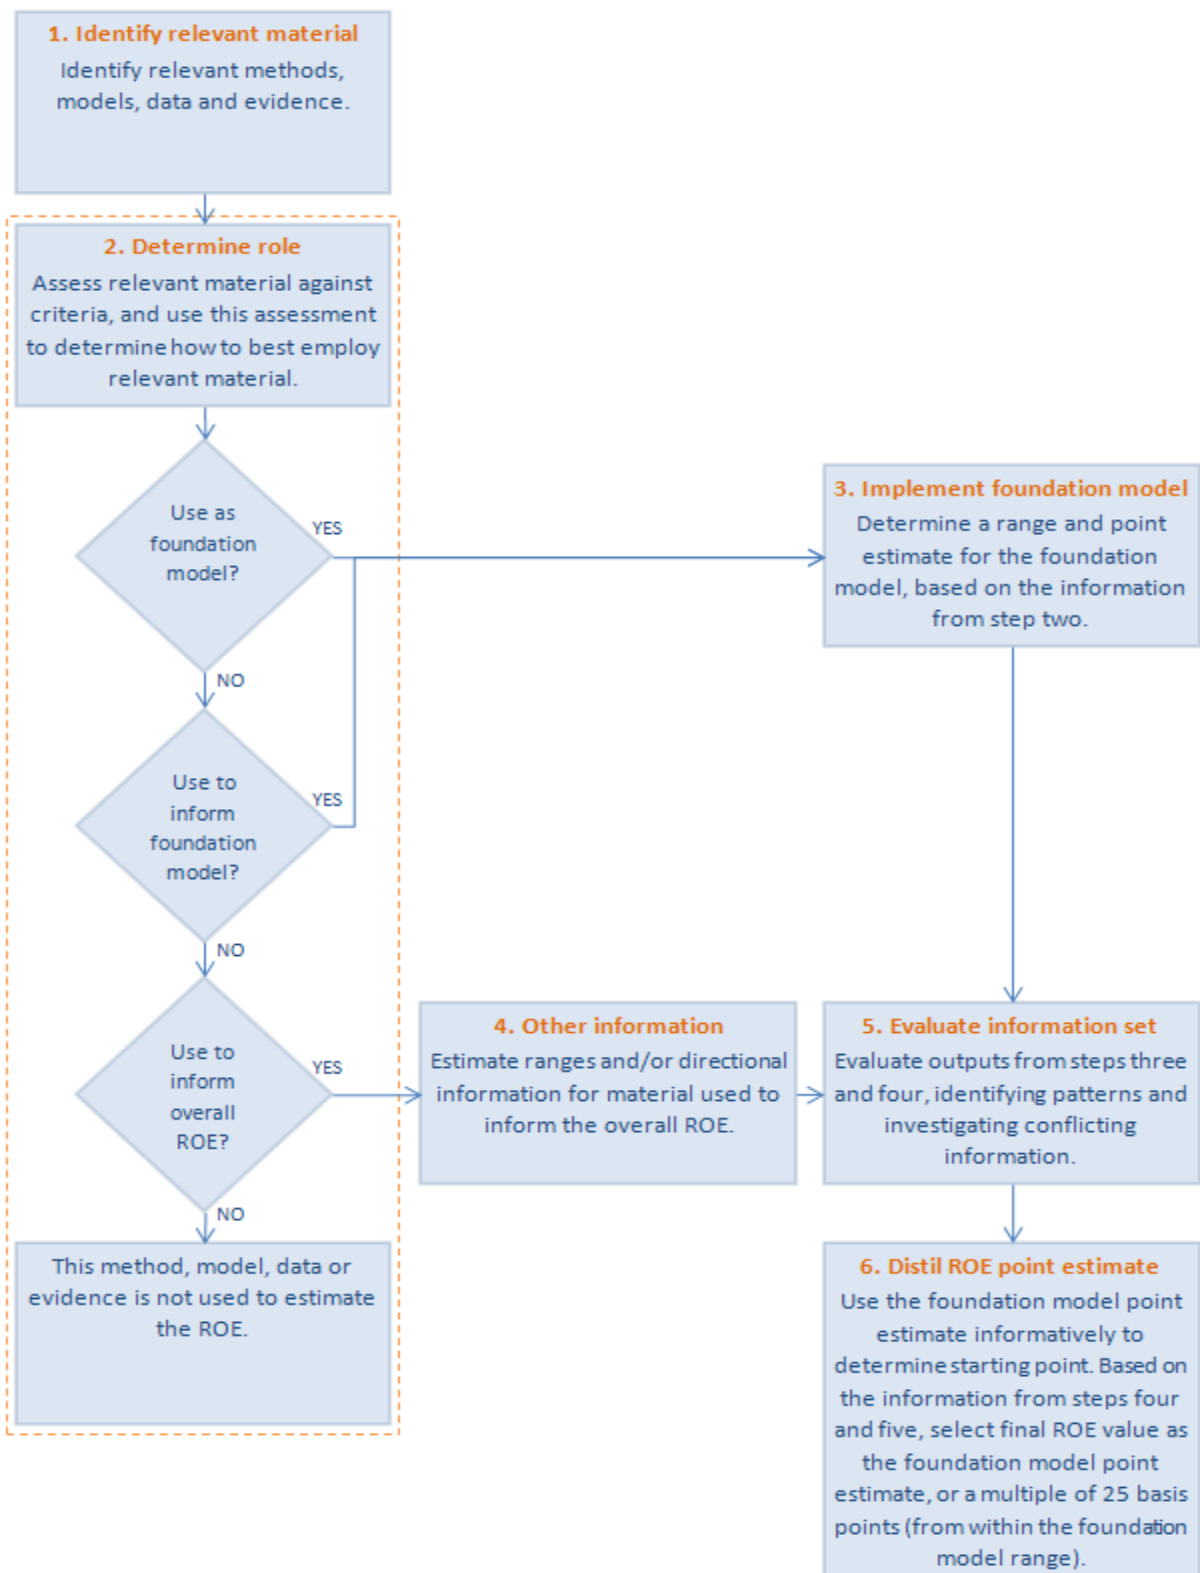 1. Identify relevant material
Identify relevant methods,
models, data and evidence.
2. Determine role
Assess relevant material against
criteria, and use this assessment
to determine how to best employ
relevant material.
Use as
foundation
model?
YES
NO
3. Implement foundation model
Determine a range and point
estimate for the foundation
model, based on the information
from step two.
Use to
inform
foundation
model?
YES
NO
Use to
inform
overall
ROE?
YES
NO
4. Other information
Estimate ranges and/or directional
information for material used to
inform the overall ROE.
5. Evaluate information set
Evaluate outputs from steps three
and four, identifying patterns and
investigating conflicting
information.
This method, model, data or
evidence is not used to estimate
the ROE.
6. Distil ROE point estimate
Use the foundation model point
estimate informatively to
determine starting point. Based on
the information from steps four
and five, select final ROE value as
the foundation model point
estimate, or a multiple of 25 basis
points (from within the foundation
model range).